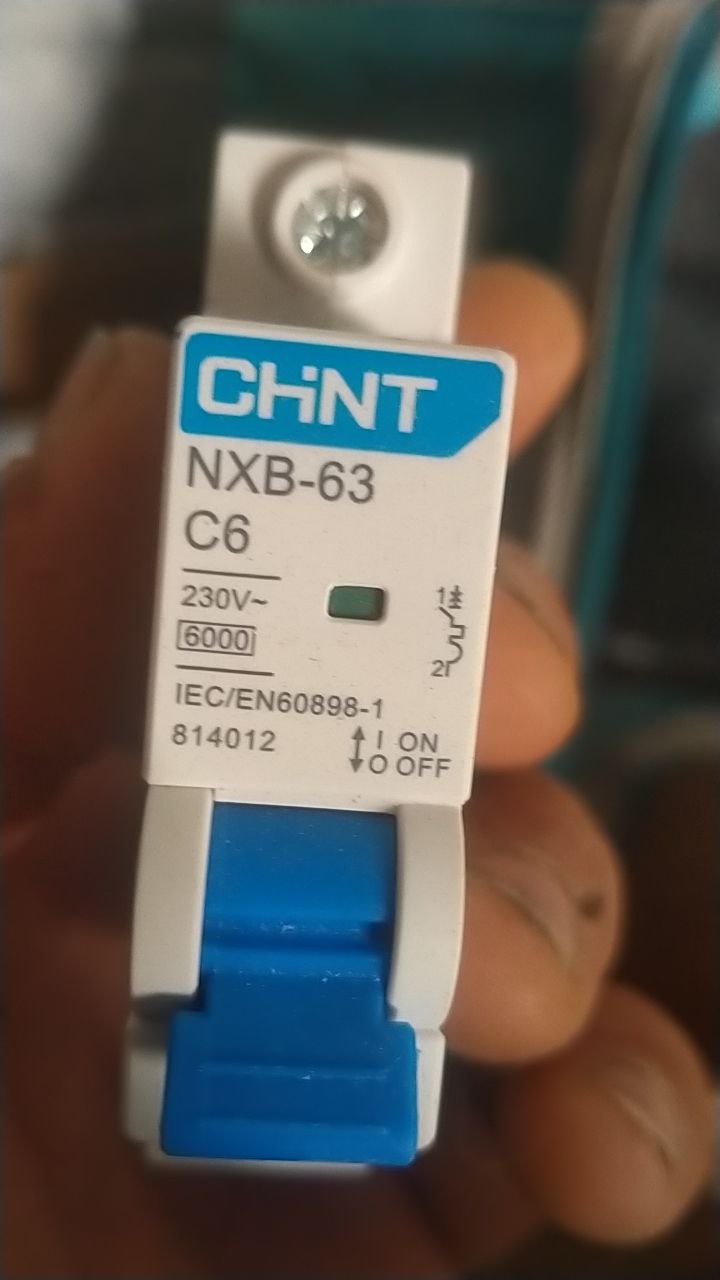 CHNT
NXB-63
C6
230V~
6000
IEC/EN60898-1
814012
1
2
I ON
O OFF